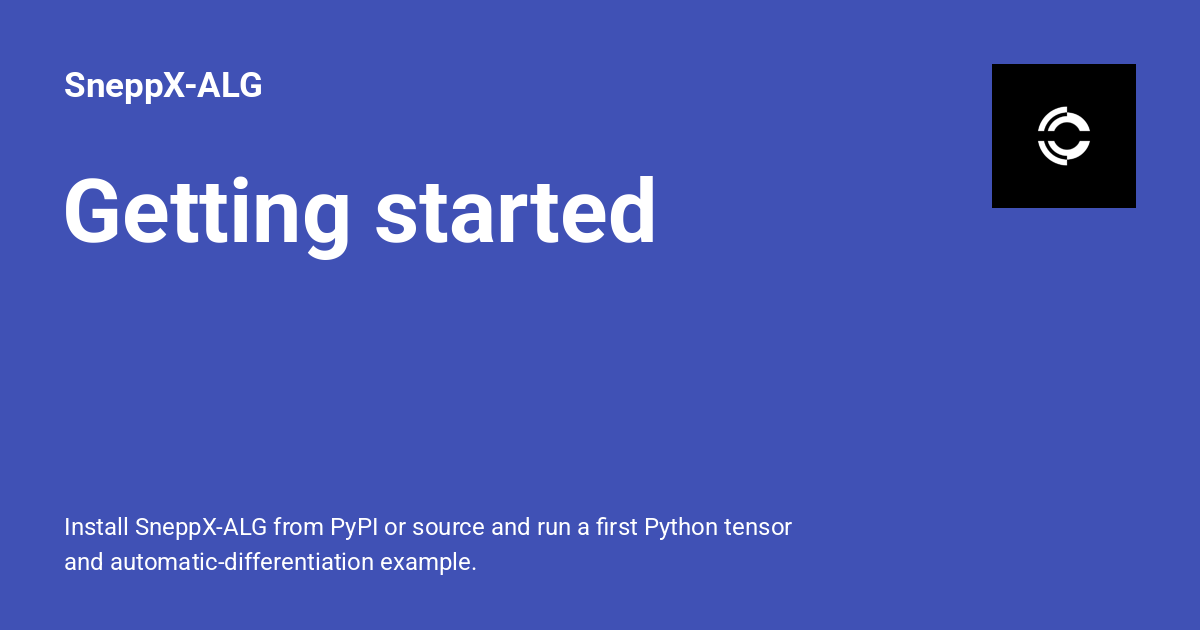 SneppX-ALG
Getting started
Install SneppX-ALG from PyPI or source and run a first Python tensor
and automatic-differentiation example.